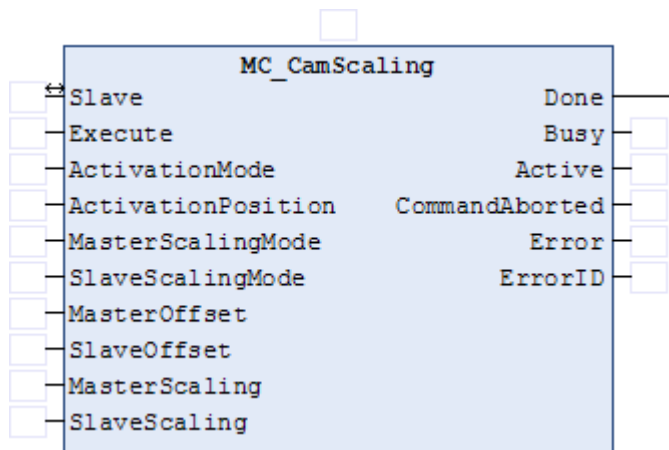 MC_CamScaling
Slave Done
Execute Busy
ActivationMode Active
ActivationPosition CommandAborted
MasterScalingMode Error
SlaveScalingMode ErrorID
MasterOffset
SlaveOffset
MasterScaling
SlaveScaling